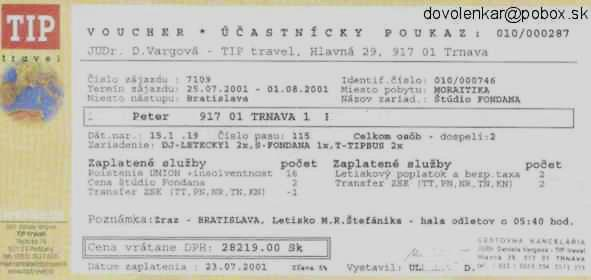 dovolenkar@pobox.sk
TIP
travel
VOUCHER * ÚČASTNÍCKY POUKAZ: 010/000287
JUDr. D.Vargová - TIP travel, Hlavná 29, 917 01 Trnava
Číslo zájazdu : 7109 Identif.číslo: 010/000746
Termín zájazdu: 25.07.2001 - 01.08.2001 Miesto pobytu: MORAITIKA
Miesto nástupu: Bratislava Názov zariad.: Štúdio FONDANA
Peter 917 01 TRNAVA 1
Dát.nar.: 15.1 .19 Číslo pasu: 115 Celkom osôb - dospelí:2
Zariadenie: DJ-LETECKY1 2x,S-FONDANA 1x,T-TIPBUS 2x
Zaplatené služby počet Zaplatené služby počet
Poistenia UNION +insolventnost 16 Letiskový poplatok a bezp.taxa 2
Cena Štúdio Fondana 2 Transfer ZSK (TT,PN,NR,TN,KN) 2
Transfer ZSK (TT,PN,NR,TN,KN) -1
Poznámka:Zraz - BRATISLAVA, Letisko M.R.Štefánika - hala odletov o 05:40 hod.
Cena vrátane DPH: 28219.00 Sk
CESTOVNÁ KANCELÁRIA
JUDr. Daniela Vargová - TIP travel
Hlavná 29, 917 01 TRNAVA
Dátum zaplatenia : 23.07.2001 Zľava 5% Vystavil: UL D.
TIP travel